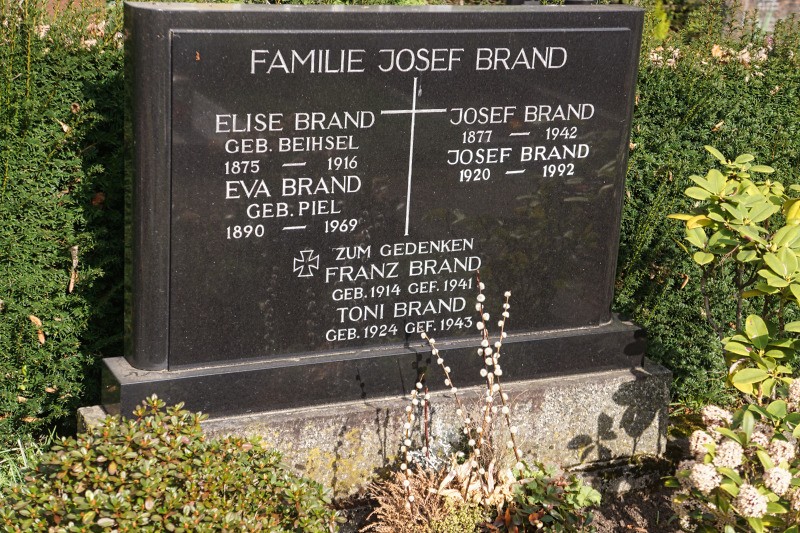 FAMILIE JOSEF BRAND
ELISE BRAND
GEB. BEIHSEL
1875 — 1916
EVA BRAND
GEB. PIEL
1890 — 1969
JOSEF BRAND
1877 — 1942
JOSEF BRAND
1920 — 1992
ZUM GEDENKEN
FRANZ BRAND
GEB. 1914 GEF. 1941
TONI BRAND
GEB. 1924 GEF. 1943